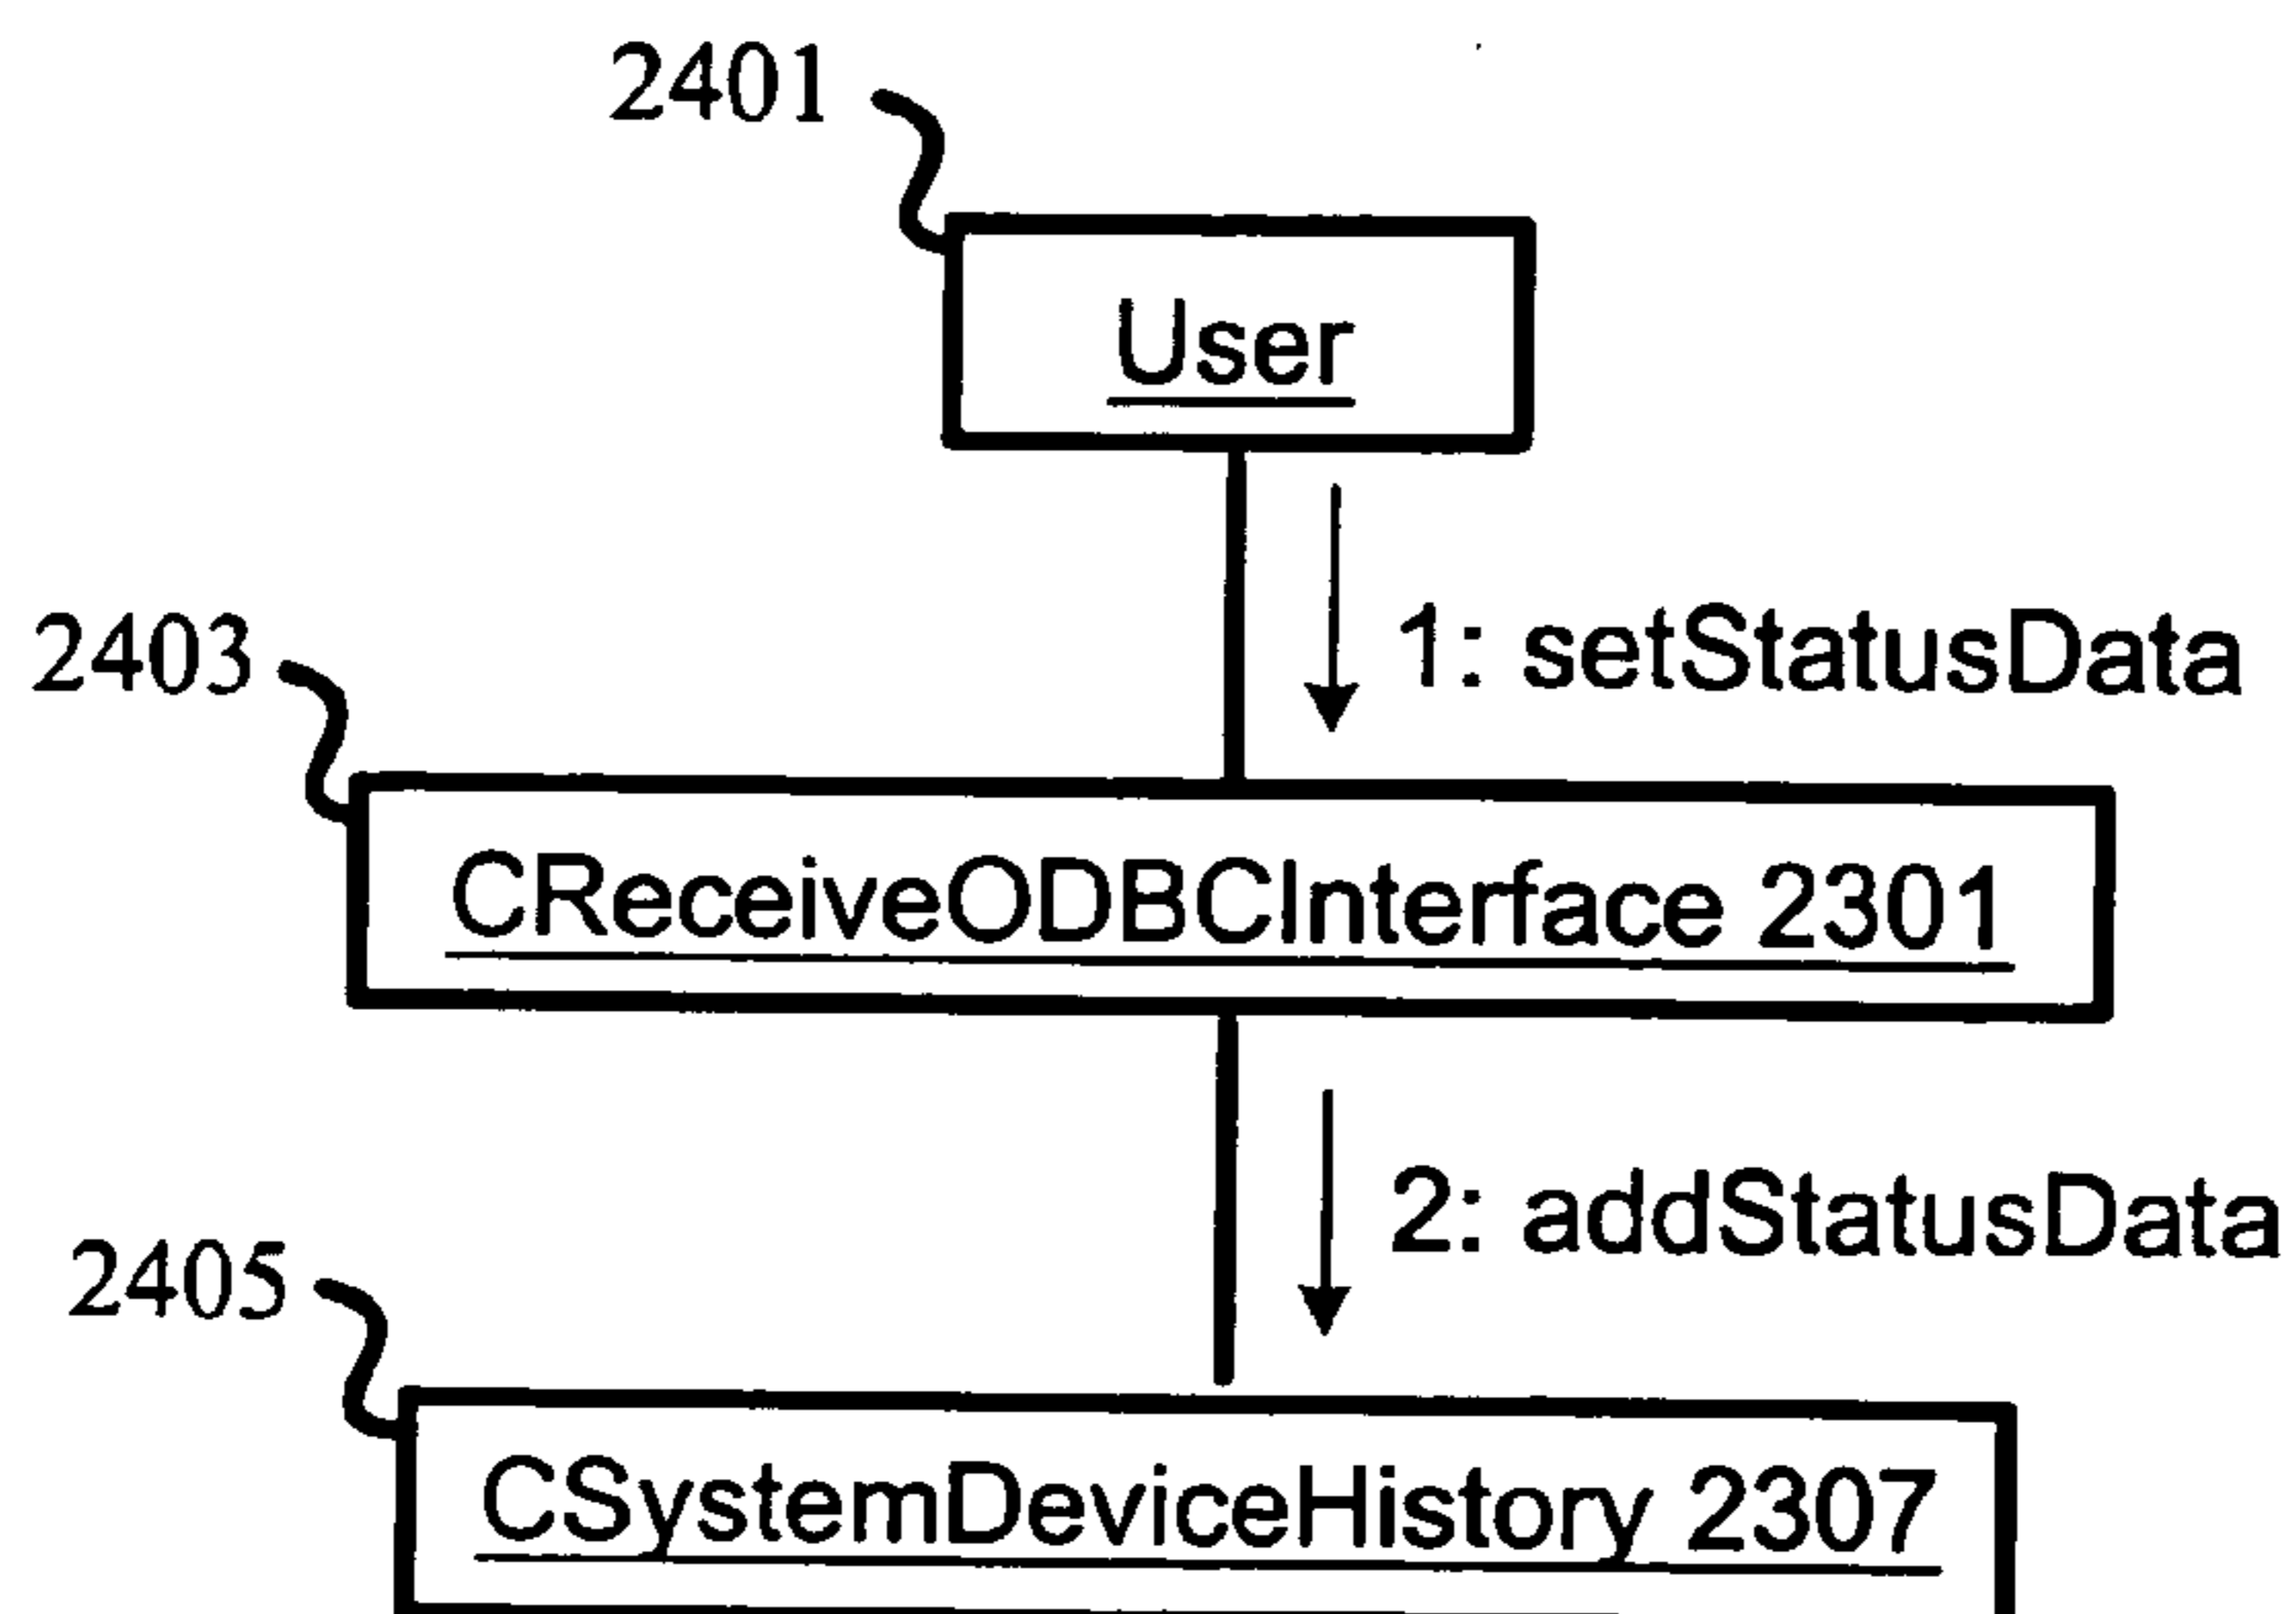 2401
User
1: setStatusData
2403
CReceiveODBCInterface 2301
2: addStatusData
2405
CSystemDeviceHistory 2307